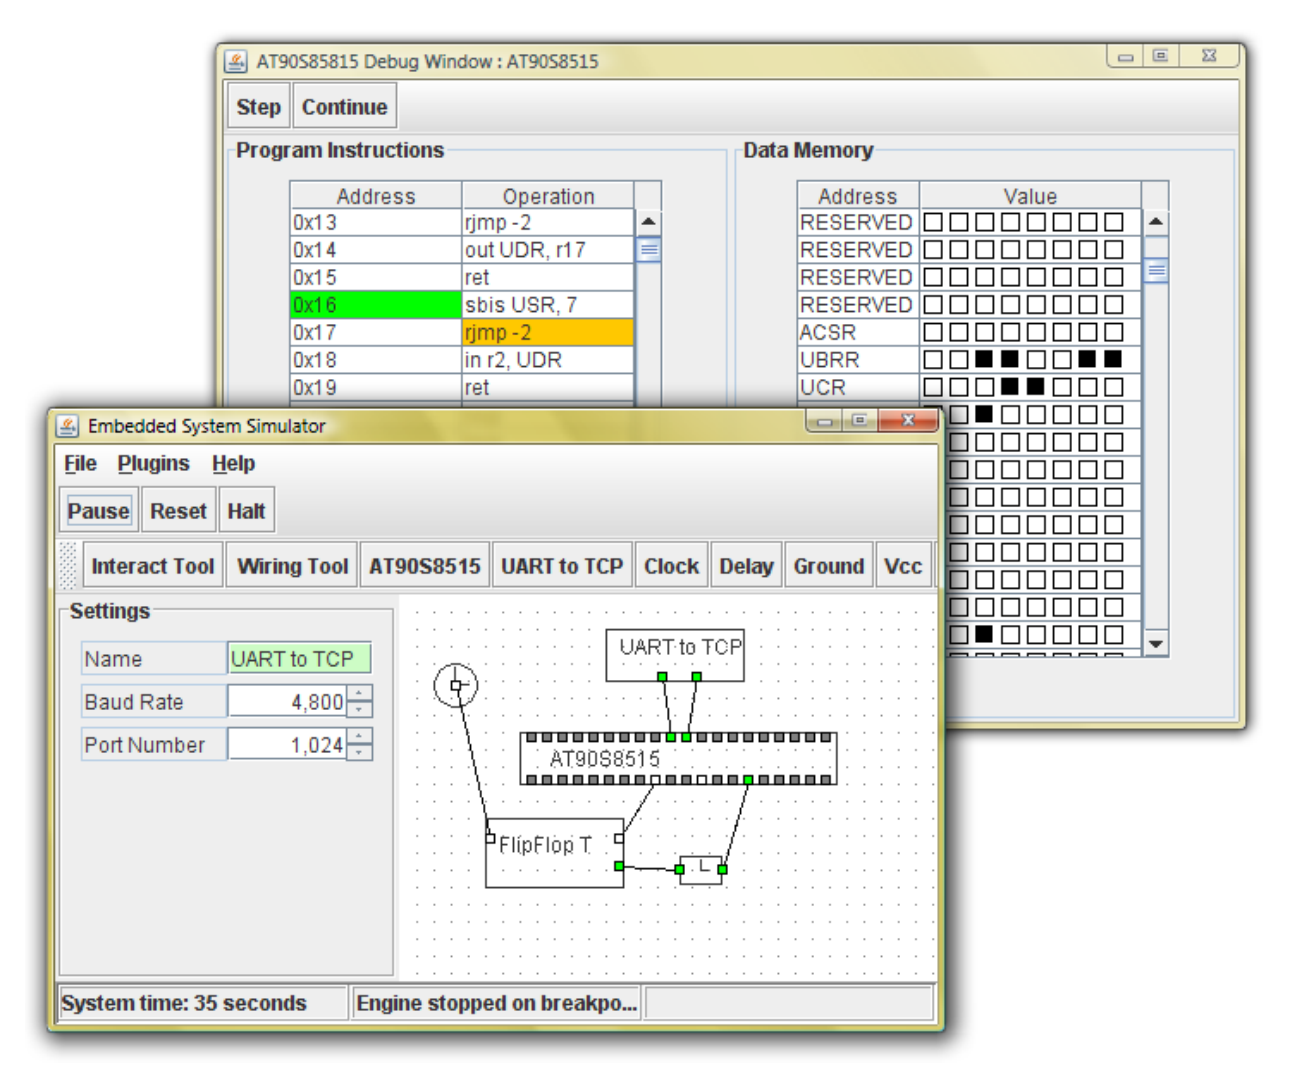 AT90S85815 Debug Window : AT90S8515
Step Continue
Program Instructions
Address Operation
0x13 rjmp -2
0x14 out UDR, r17
0x15 ret
0x16 sbis USR, 7
0x17 rjmp -2
0x18 in r2, UDR
0x19 ret
Data Memory
Address Value
RESERVED
RESERVED
RESERVED
RESERVED
ACSR
UBRR
UCR
Embedded System Simulator
File Plugins Help
Pause Reset Halt
Interact Tool Wiring Tool AT90S8515 UART to TCP Clock Delay Ground Vcc
Settings
Name UART to TCP
Baud Rate 4,800
Port Number 1,024
UART to TCP
AT90S8515
FlipFlop T
System time: 35 seconds Engine stopped on breakpo...